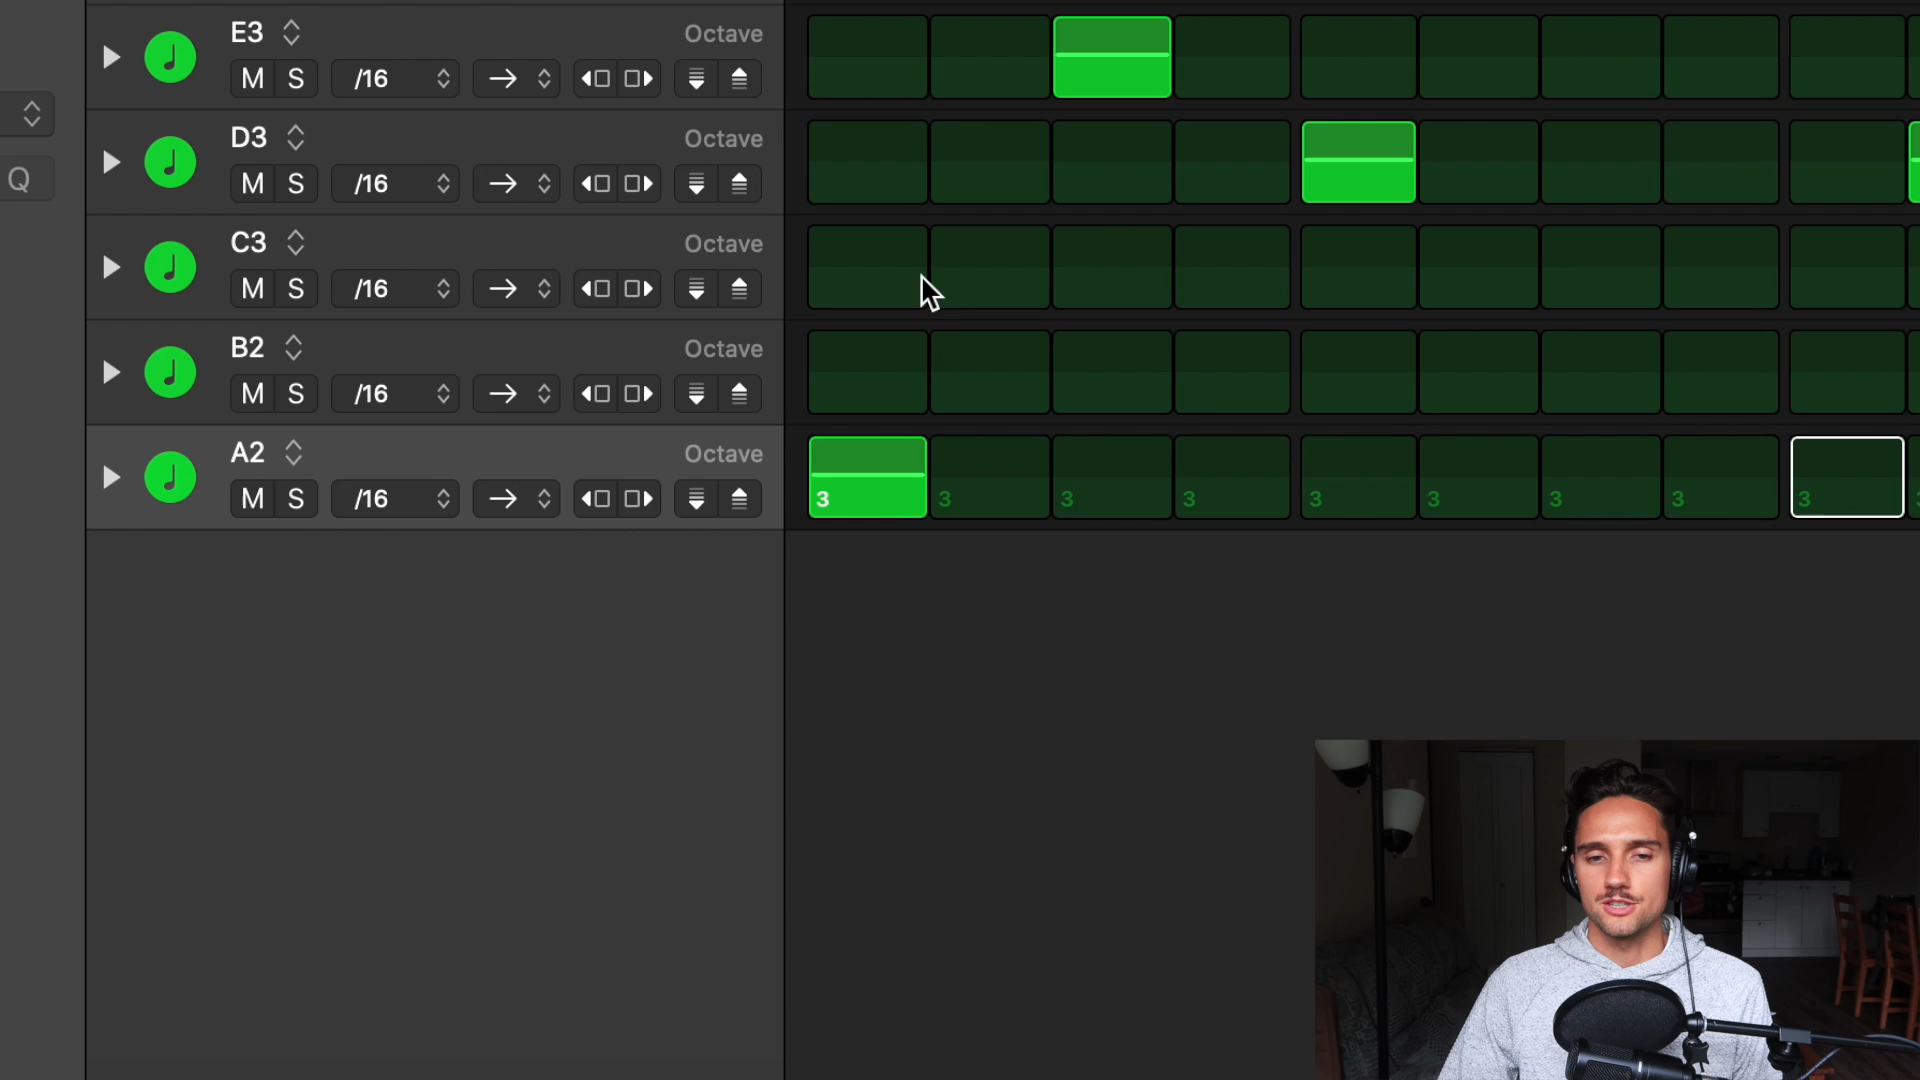 E3 Octave
M S /16
D3 Octave
Q M S /16
C3 Octave
M S /16
B2 Octave
M S /16
A2 Octave
M S /16 3 3 3 3 3 3 3 3 3